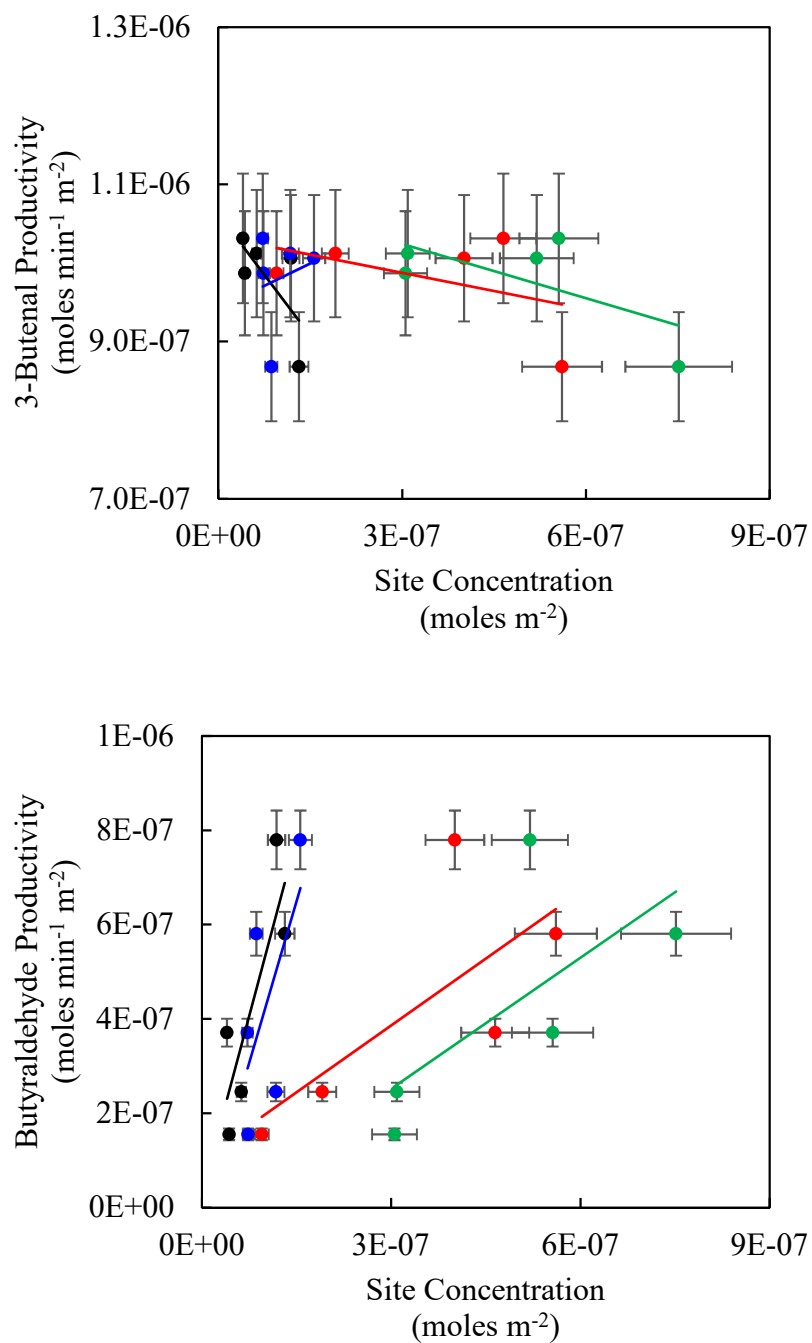 3-Butenal Productivity
(moles min⁻¹ m⁻²)
1.3E-06
1.1E-06
9.0E-07
7.0E-07
0E+00 3E-07 6E-07 9E-07
Site Concentration
(moles m⁻²)
Butyraldehyde Productivity
(moles min⁻¹ m⁻²)
1E-06
8E-07
6E-07
4E-07
2E-07
0E+00
0E+00 3E-07 6E-07 9E-07
Site Concentration
(moles m⁻²)